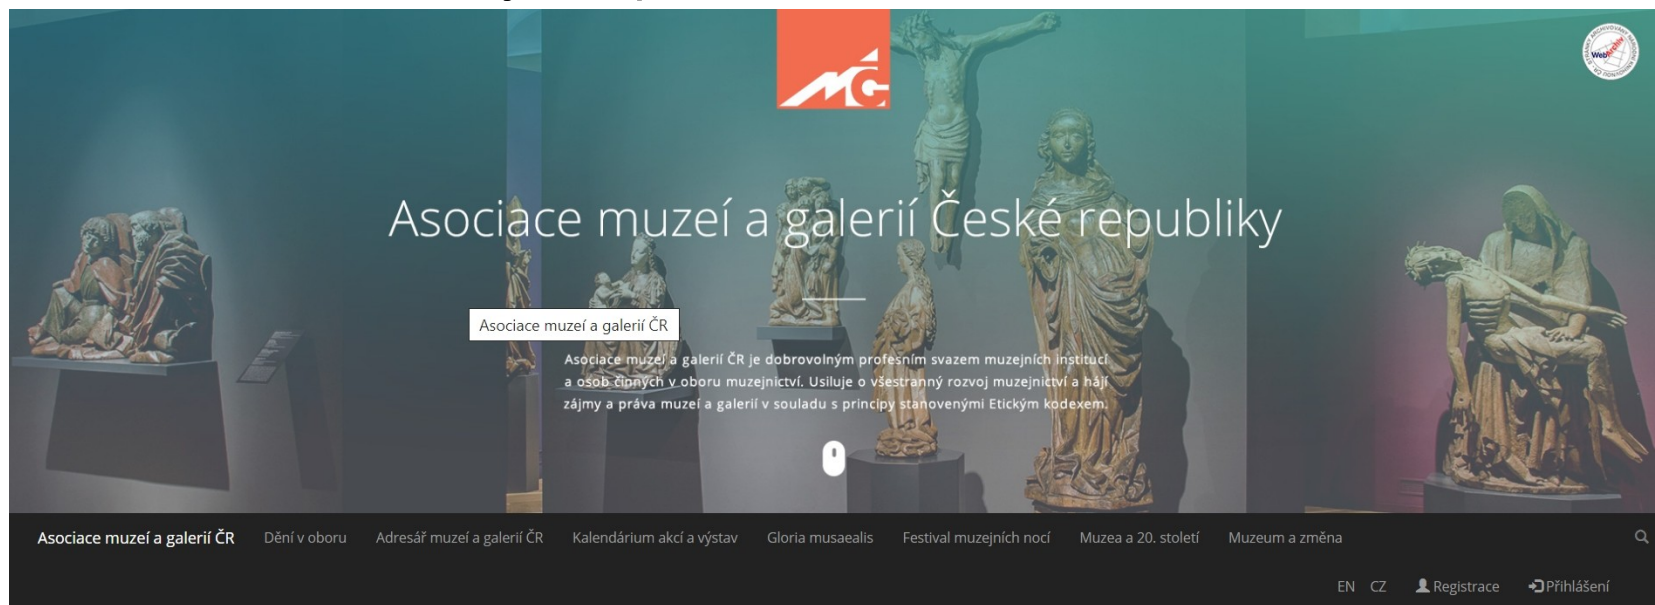 MG
WebArchiv
Asociace muzeí a galerií České republiky
Asociace muzeí a galerií ČR
Asociace muzeí a galerií ČR je dobrovolným profesním svazem muzejních institucí
a osob činných v oboru muzejnictví. Usiluje o všestranný rozvoj muzejnictví a hájí
zájmy a práva muzeí a galerií v souladu s principy stanovenými Etickým kodexem.
Asociace muzeí a galerií ČR Dění v oboru Adresář muzeí a galerií ČR Kalendárium akcí a výstav Gloria musaealis Festival muzejních nocí Muzea a 20. století Muzeum a změna
EN CZ Registrace Přihlášení